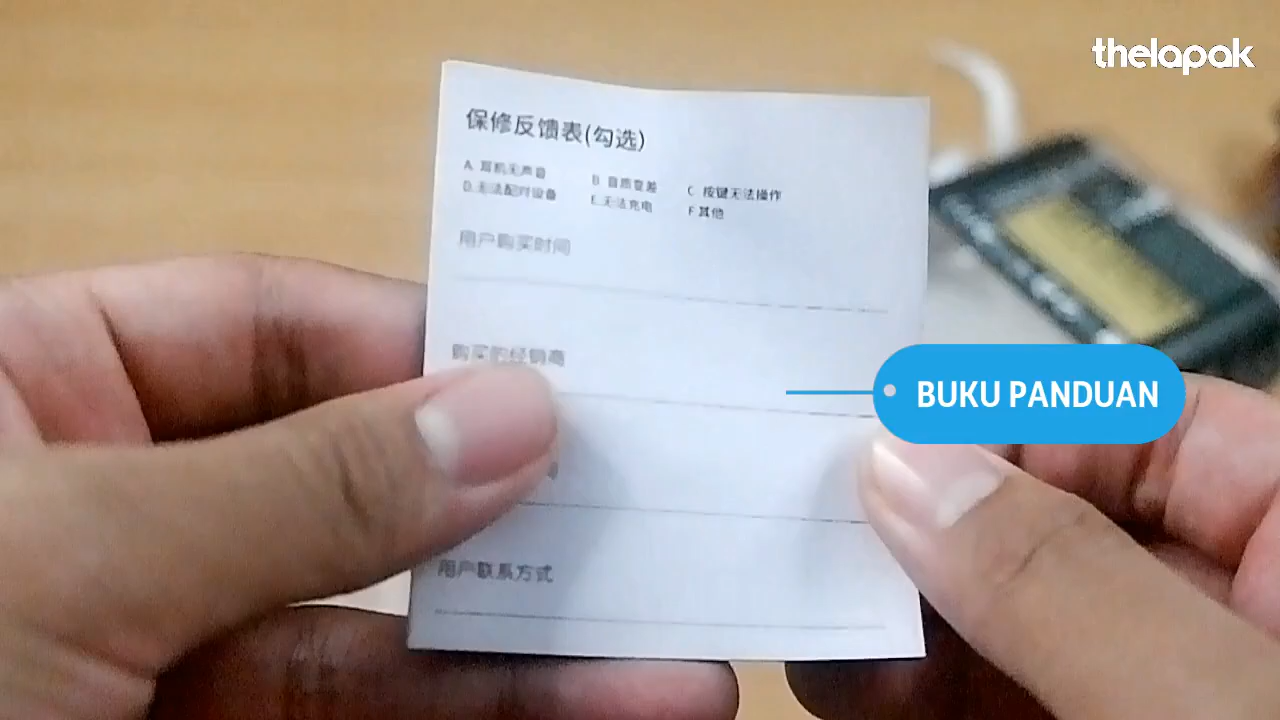 thelapak
保修反馈表(勾选)
A. 耳机无声音 B 音质变差 C 按键无法操作
D.无法配对设备 E.无法充电 F 其他
用户购买时间
购买的经销商
BUKU PANDUAN
用户联系方式